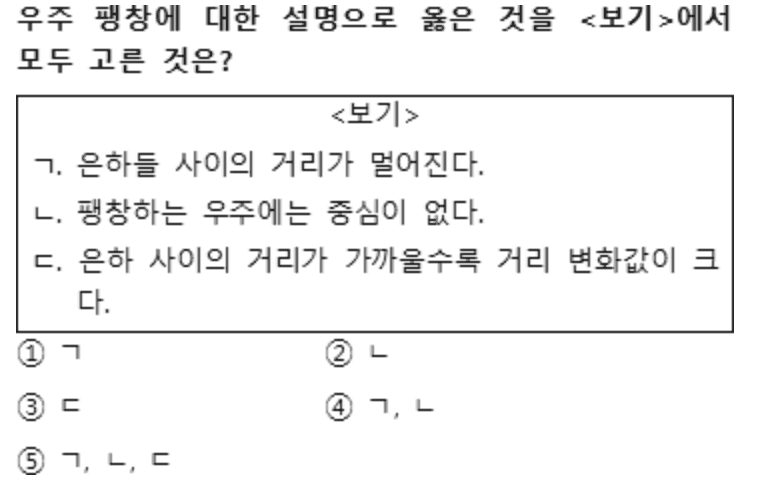 우주 팽창에 대한 설명으로 옳은 것을 <보기>에서
모두 고른 것은?
<보기>
ㄱ. 은하들 사이의 거리가 멀어진다.
ㄴ. 팽창하는 우주에는 중심이 없다.
ㄷ. 은하 사이의 거리가 가까울수록 거리 변화값이 크
다.
① ㄱ ② ㄴ
③ ㄷ ④ ㄱ, ㄴ
⑤ ㄱ, ㄴ, ㄷ